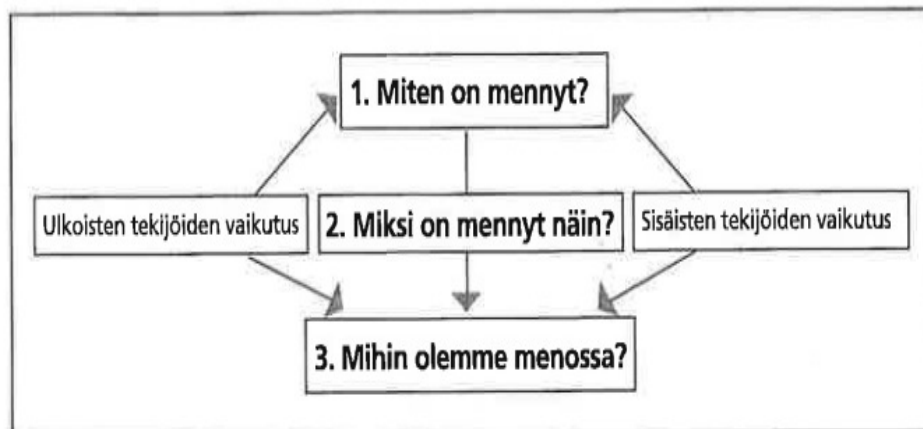 1. Miten on mennyt?
Ulkoisten tekijöiden vaikutus
2. Miksi on mennyt näin?
Sisäisten tekijöiden vaikutus
3. Mihin olemme menossa?